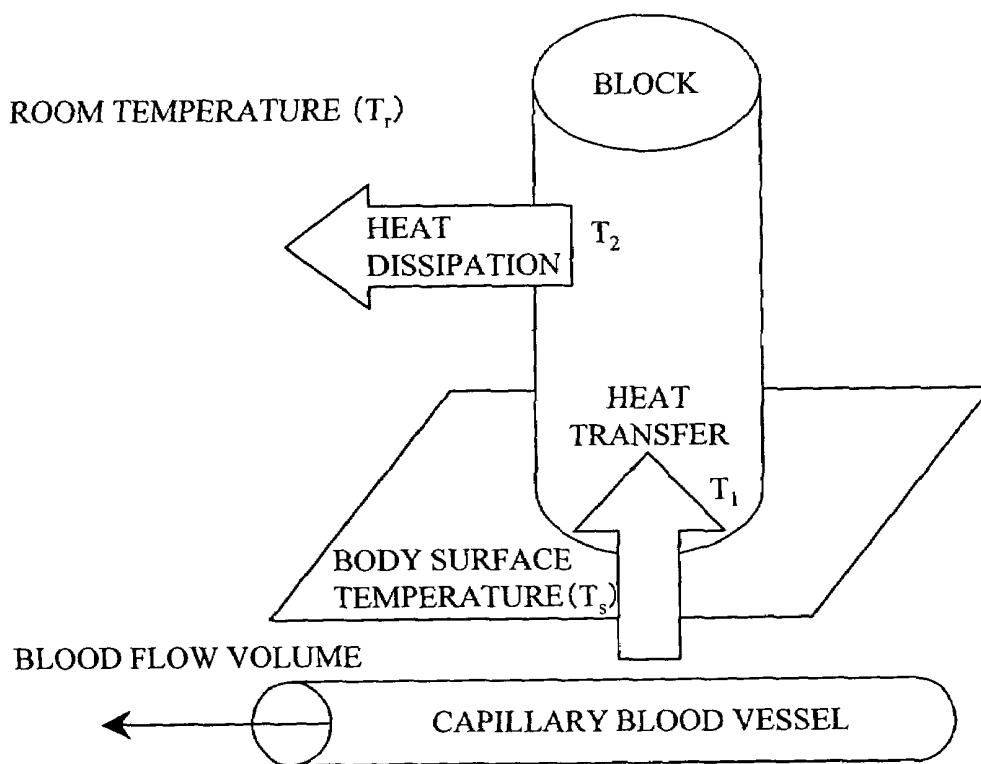 BLOCK
ROOM TEMPERATURE (Tr)
HEAT
DISSIPATION
T2
HEAT
TRANSFER
T1
BODY SURFACE
TEMPERATURE (Ts)
BLOOD FLOW VOLUME
CAPILLARY BLOOD VESSEL